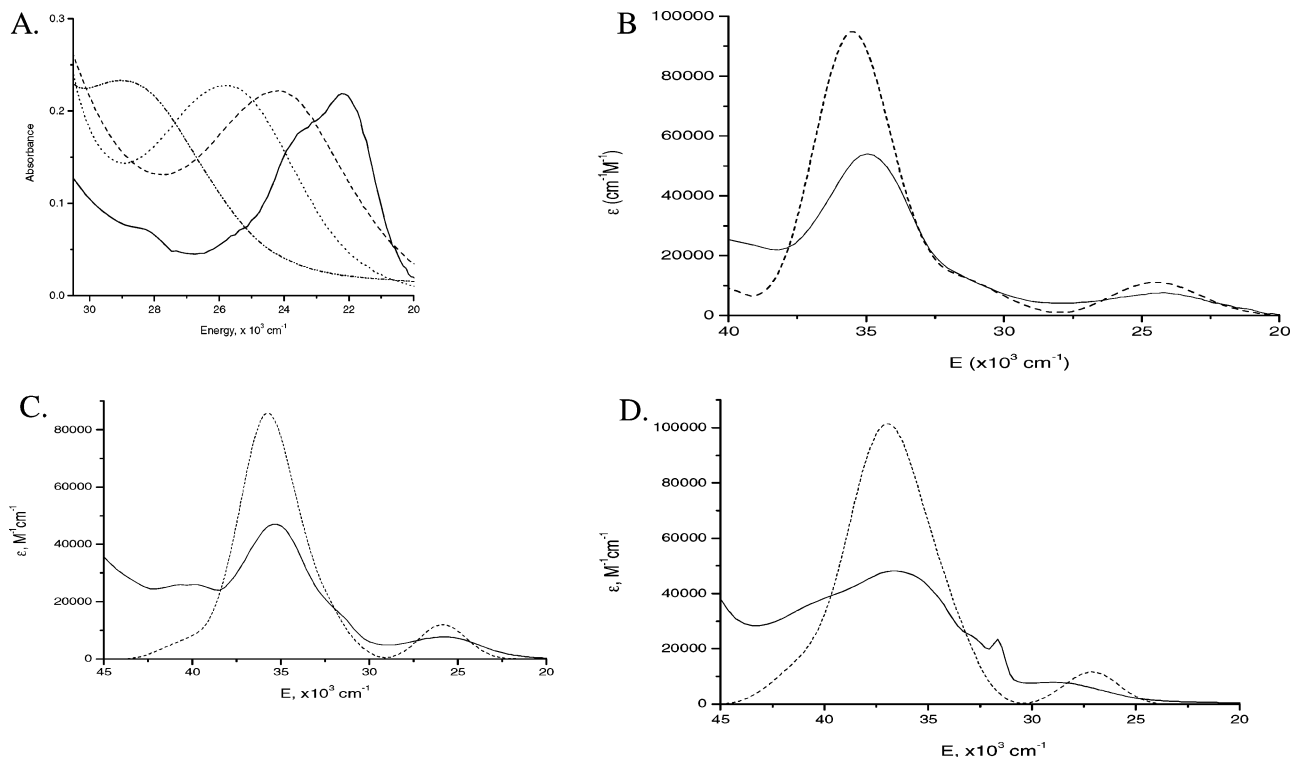 A.
0.3
0.2
0.1
0.0
Absorbance
30 28 26 24 22 20
Energy, x 10³ cm⁻¹
B
100000
80000
60000
40000
20000
0
ε (cm⁻¹M⁻¹)
40 35 30 25 20
E (x10³ cm⁻¹)
C.
80000
60000
40000
20000
0
ε, M⁻¹cm⁻¹
45 40 35 30 25 20
E, x10³ cm⁻¹
D.
100000
80000
60000
40000
20000
0
ε, M⁻¹cm⁻¹
45 40 35 30 25 20
E, x10³ cm⁻¹